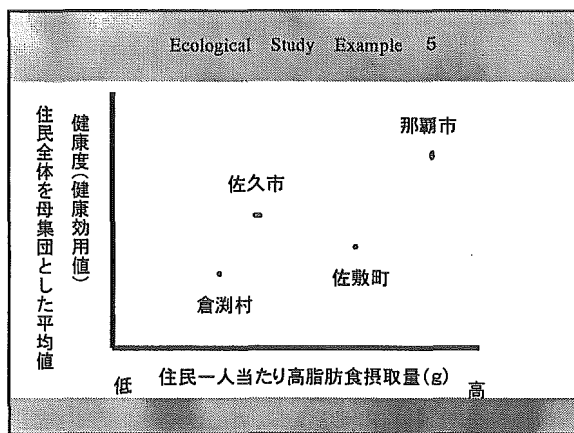 Ecological Study Example 5
住民全体を母集団とした平均値
健康度(健康効用値)
那覇市
佐久市
佐敷町
倉渕村
低 住民一人当たり高脂肪食摂取量(g) 高